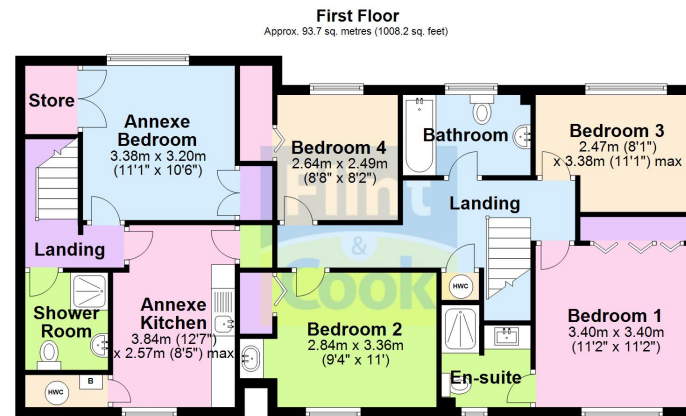 First Floor
Approx. 93.7 sq. metres (1008.2 sq. feet)
Store
Annexe
Bedroom
3.38m x 3.20m
(11'1" x 10'6")
Bedroom 4
2.64m x 2.49m
(8'8" x 8'2")
Bathroom
Bedroom 3
2.47m (8'1")
x 3.38m (11'1") max
Landing
Landing
Flint
&
Cook
Shower
Room
Annexe
Kitchen
3.84m (12'7")
x 2.57m (8'5") max
Bedroom 2
2.84m x 3.36m
(9'4" x 11')
HWC
Bedroom 1
3.40m x 3.40m
(11'2" x 11'2")
En-suite
HWC
B